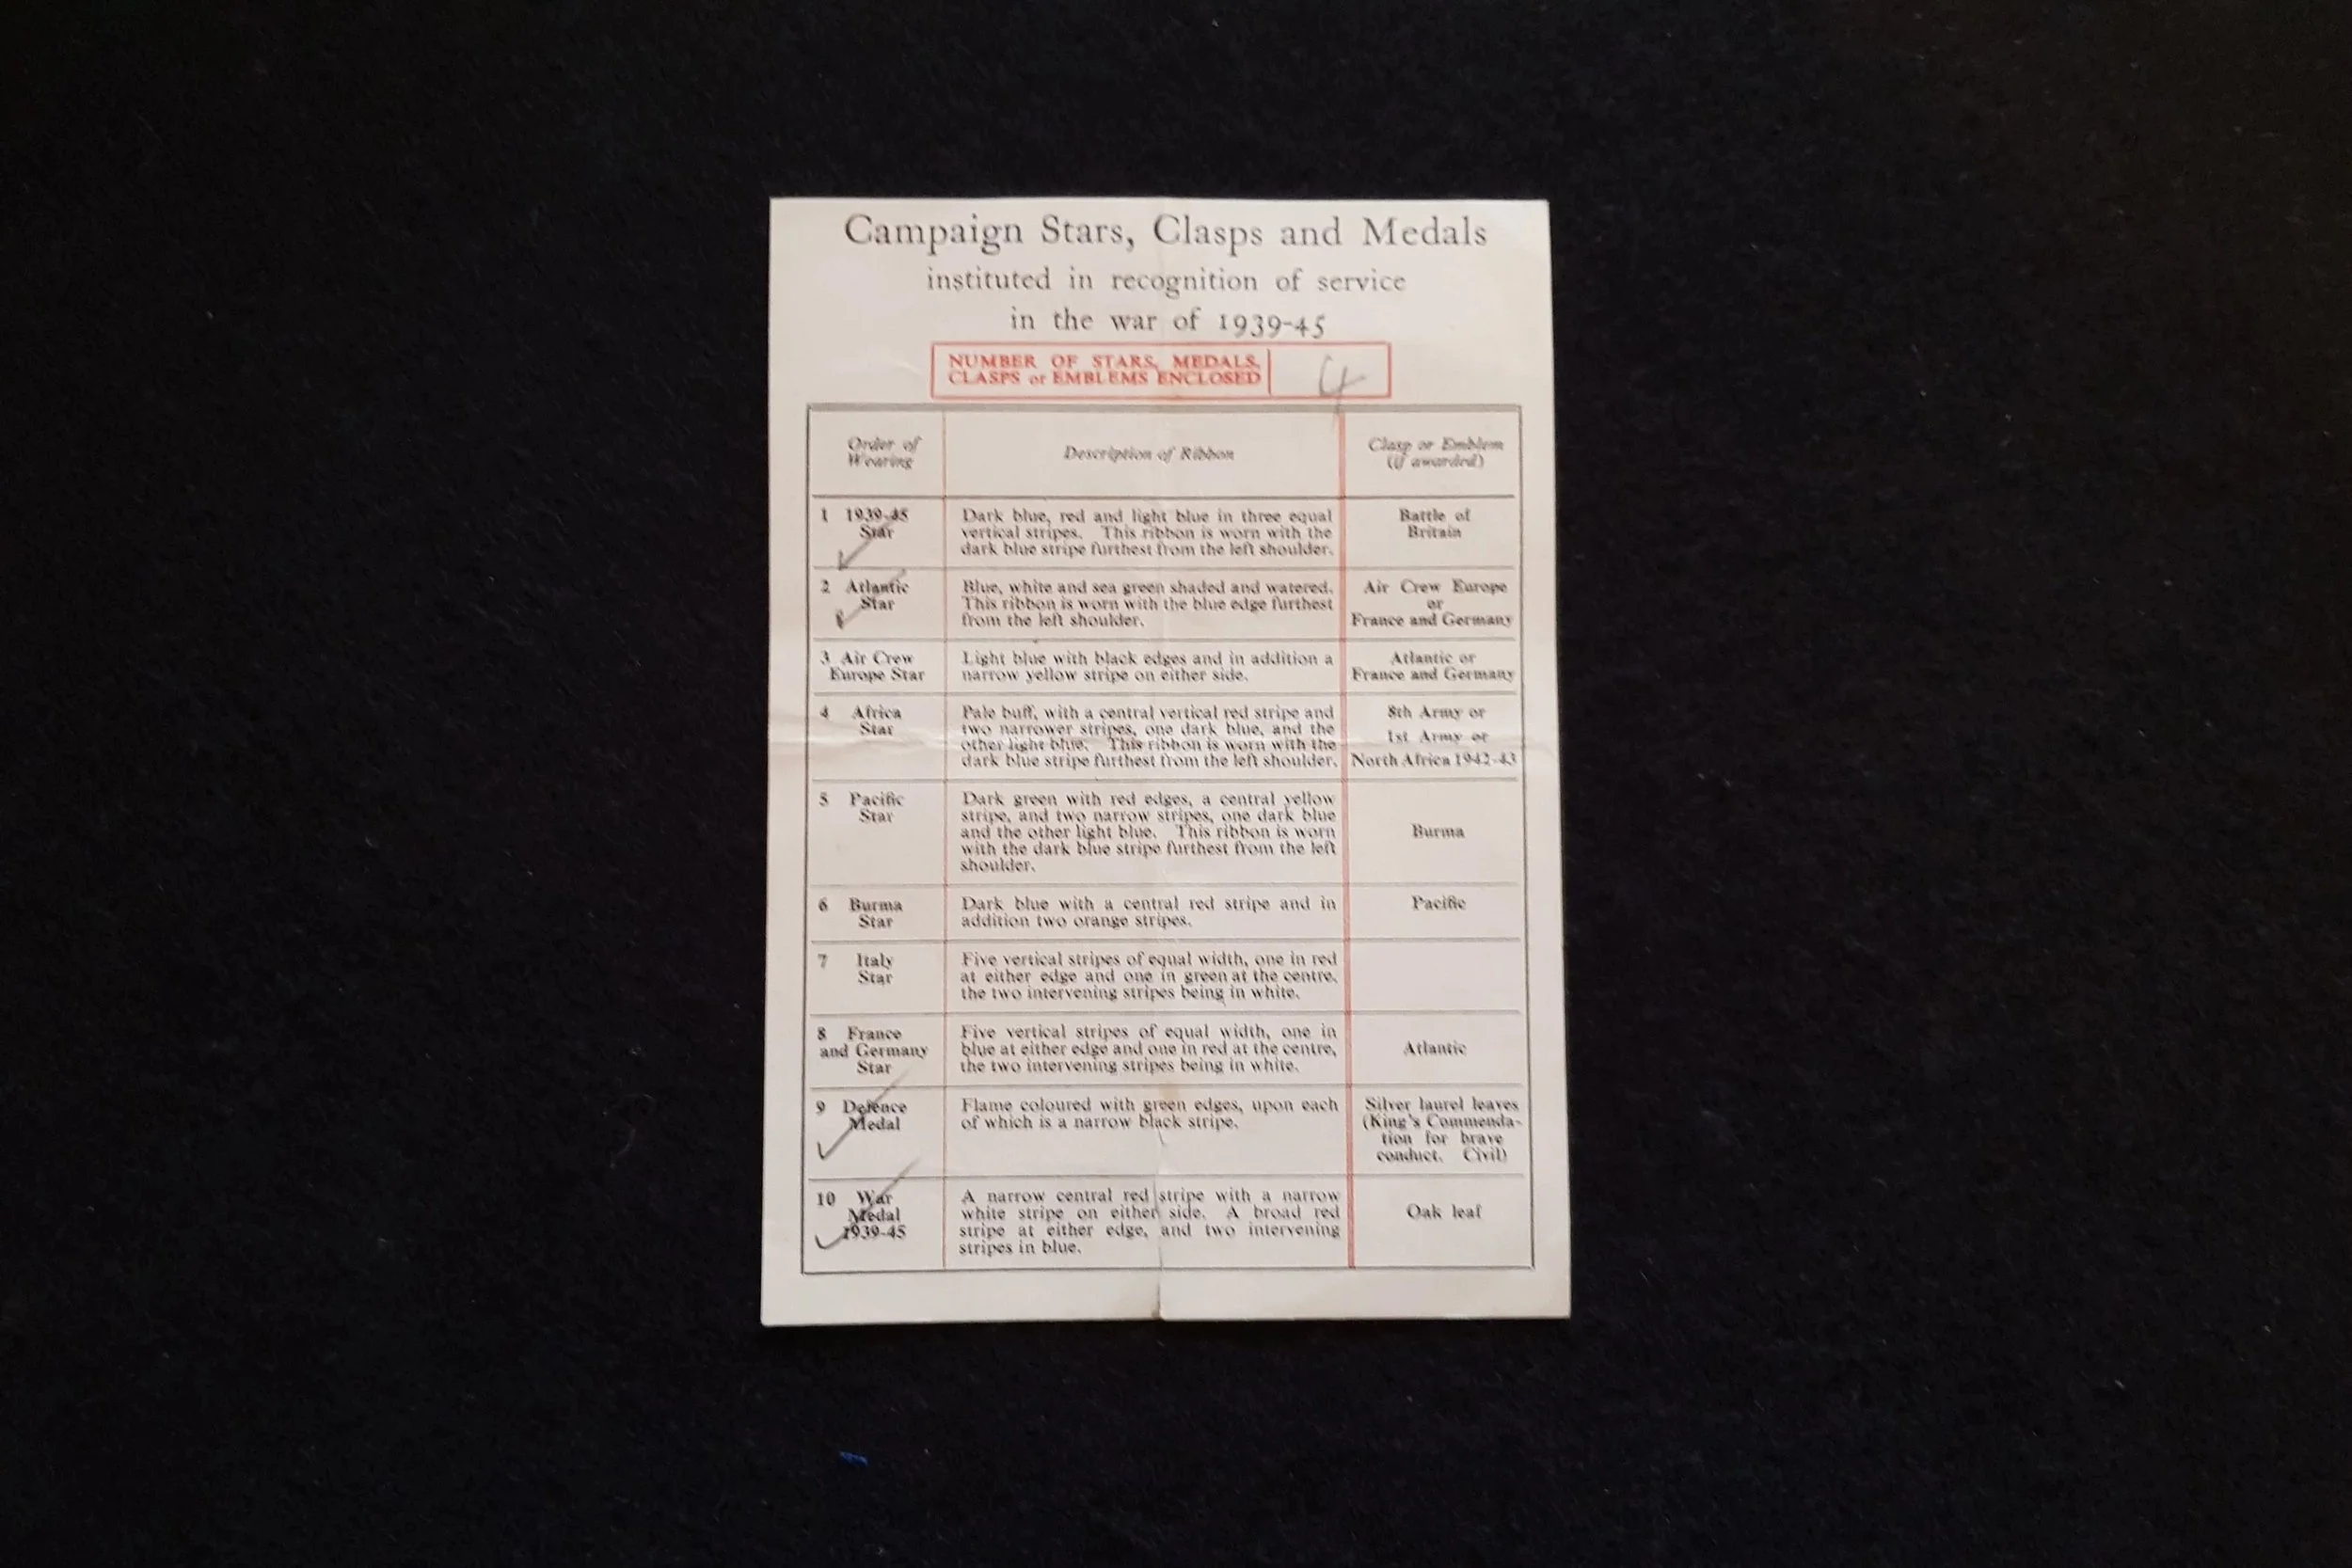 Campaign Stars, Clasps and Medals
instituted in recognition of service
in the war of 1939-45
NUMBER OF STARS, MEDALS,
CLASPS or EMBLEMS ENCLOSED
4
Order of
Wearing
Description of Ribbon
Clasp or Emblem
(if awarded)
1 1939-45
Star
Dark blue, red and light blue in three equal
vertical stripes. This ribbon is worn with the
dark blue stripe furthest from the left shoulder.
Battle of
Britain
2 Atlantic
Star
Blue, white and sea green shaded and watered.
This ribbon is worn with the blue edge furthest
from the left shoulder.
Air Crew Europe
or
France and Germany
3 Air Crew
Europe Star
Light blue with black edges and in addition a
narrow yellow stripe on either side.
Atlantic or
France and Germany
4 Africa
Star
Pale buff, with a central vertical red stripe and
two narrower stripes, one dark blue, and the
other light blue. This ribbon is worn with the
dark blue stripe furthest from the left shoulder.
8th Army or
1st Army or
North Africa 1942-43
5 Pacific
Star
Dark green with red edges, a central yellow
stripe, and two narrow stripes, one dark blue
and the other light blue. This ribbon is worn
with the dark blue stripe furthest from the left
shoulder.
Burma
6 Burma
Star
Dark blue with a central red stripe and in
addition two orange stripes.
Pacific
7 Italy
Star
Five vertical stripes of equal width, one in red
at either edge and one in green at the centre,
the two intervening stripes being in white.
8 France
and Germany
Star
Five vertical stripes of equal width, one in
blue at either edge and one in red at the centre,
the two intervening stripes being in white.
Atlantic
9 Defence
Medal
Flame coloured with green edges, upon each
of which is a narrow black stripe.
Silver laurel leaves
(King's Commenda-
tion for brave
conduct. Civil)
10 War
Medal
1939-45
A narrow central red stripe with a narrow
white stripe on either side. A broad red
stripe at either edge, and two intervening
stripes in blue.
Oak leaf